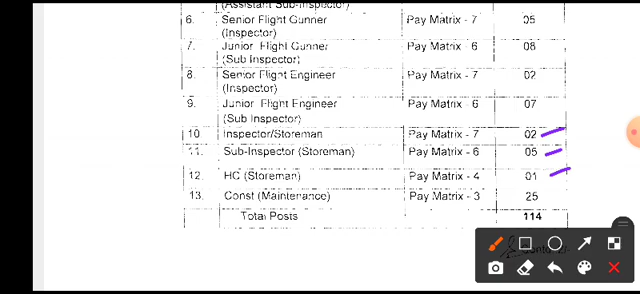 (Assistant Sub-Inspector)
6. Senior Flight Gunner Pay Matrix - 7 05
(Inspector)
7. Junior Flight Gunner Pay Matrix - 6 08
(Sub Inspector)
8. Senior Flight Engineer Pay Matrix - 7 02
(Inspector)
9. Junior Flight Engineer Pay Matrix - 6 07
(Sub Inspector)
10 Inspector/Storeman Pay Matrix - 7 02
11. Sub-Inspector (Storeman) Pay Matrix - 6 05
12. HC (Storeman) Pay Matrix - 4 01
13. Const (Maintenance) Pay Matrix - 3 25
Total Posts 114